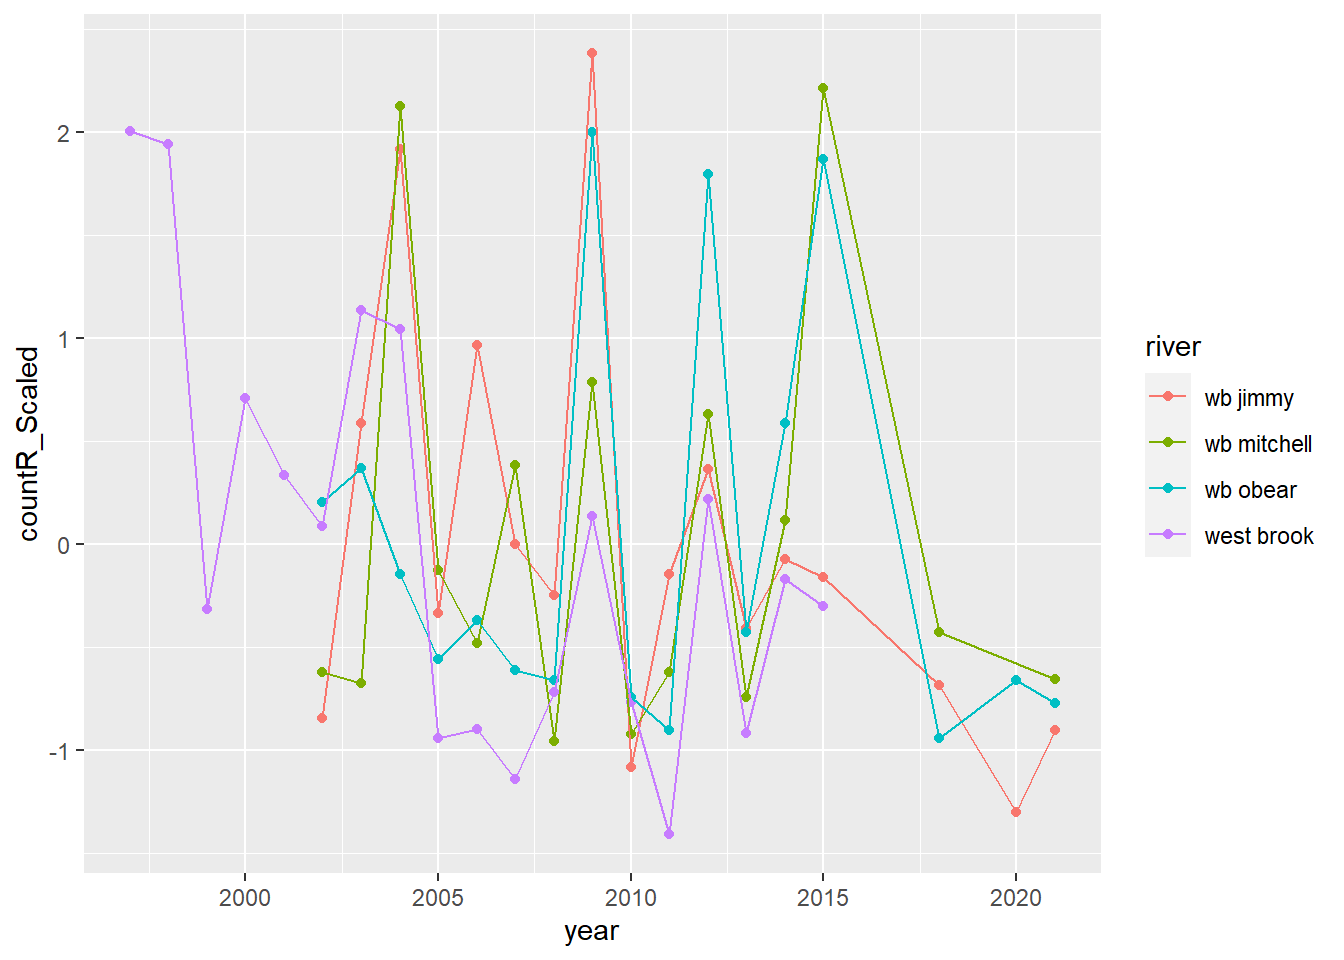 countR_Scaled
2
1
0
-1
2000
2005
2010
2015
2020
year
river
wb jimmy
wb mitchell
wb obear
west brook